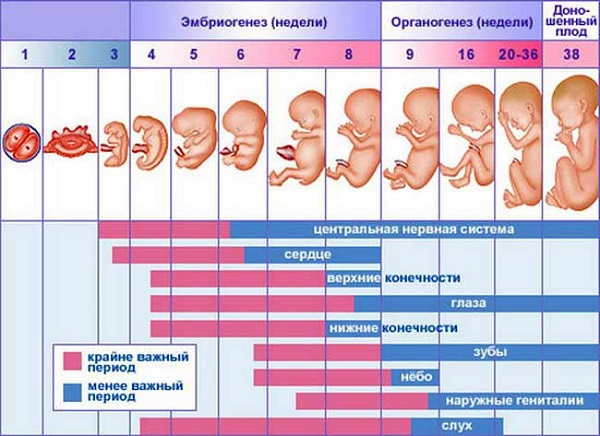 Эмбриогенез (недели)
Органогенез (недели)
Доно-
шенный
плод
1 2 3 4 5 6 7 8 9 16 20-36 38
центральная нервная система
сердце
верхние конечности
глаза
нижние конечности
зубы
нёбо
наружные гениталии
слух
крайне важный
период
менее важный
период